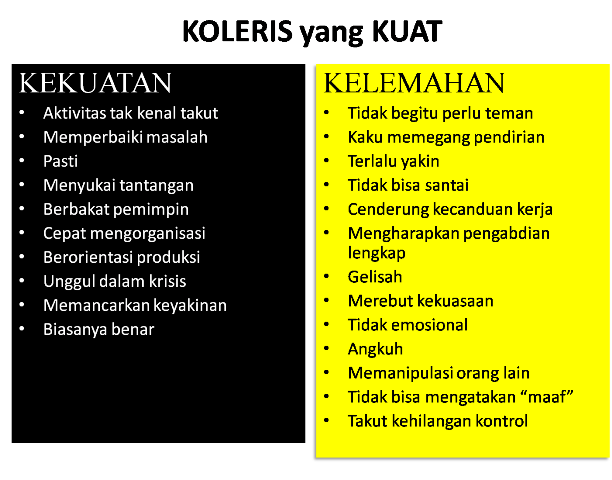 KOLERIS yang KUAT
KEKUATAN
• Aktivitas tak kenal takut
• Memperbaiki masalah
• Pasti
• Menyukai tantangan
• Berbakat pemimpin
• Cepat mengorganisasi
• Berorientasi produksi
• Unggul dalam krisis
• Memancarkan keyakinan
• Biasanya benar
KELEMAHAN
• Tidak begitu perlu teman
• Kaku memegang pendirian
• Terlalu yakin
• Tidak bisa santai
• Cenderung kecanduan kerja
• Mengharapkan pengabdian
lengkap
• Gelisah
• Merebut kekuasaan
• Tidak emosional
• Angkuh
• Memanipulasi orang lain
• Tidak bisa mengatakan “maaf”
• Takut kehilangan kontrol